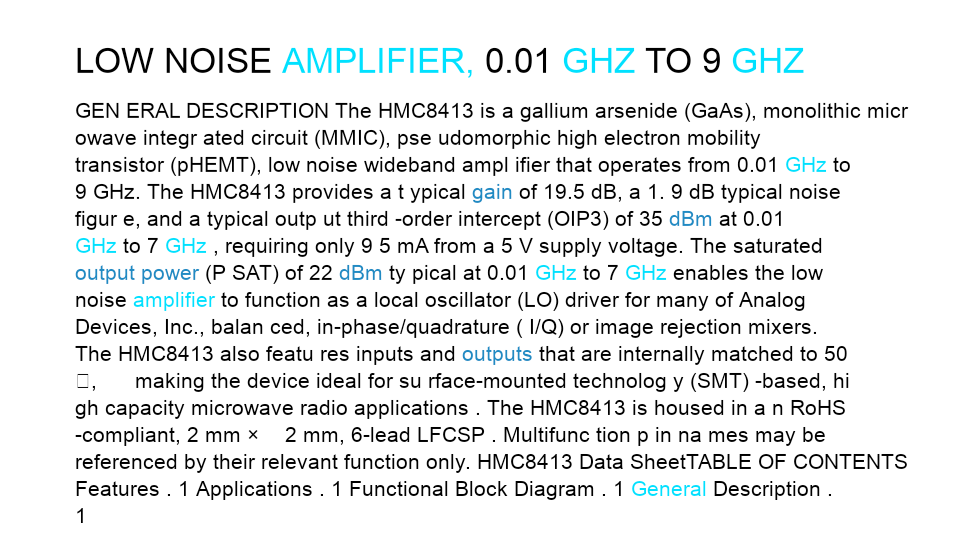 LOW NOISE AMPLIFIER, 0.01 GHZ TO 9 GHZ
GEN ERAL DESCRIPTION The HMC8413 is a gallium arsenide (GaAs), monolithic micr
owave integr ated circuit (MMIC), pse udomorphic high electron mobility
transistor (pHEMT), low noise wideband ampl ifier that operates from 0.01 GHz to
9 GHz. The HMC8413 provides a t ypical gain of 19.5 dB, a 1. 9 dB typical noise
figur e, and a typical outp ut third -order intercept (OIP3) of 35 dBm at 0.01
GHz to 7 GHz , requiring only 9 5 mA from a 5 V supply voltage. The saturated
output power (P SAT) of 22 dBm ty pical at 0.01 GHz to 7 GHz enables the low
noise amplifier to function as a local oscillator (LO) driver for many of Analog
Devices, Inc., balan ced, in-phase/quadrature ( I/Q) or image rejection mixers.
The HMC8413 also featu res inputs and outputs that are internally matched to 50
, making the device ideal for su rface-mounted technolog y (SMT) -based, hi
gh capacity microwave radio applications . The HMC8413 is housed in a n RoHS
-compliant, 2 mm × 2 mm, 6-lead LFCSP . Multifunc tion p in na mes may be
referenced by their relevant function only. HMC8413 Data SheetTABLE OF CONTENTS
Features . 1 Applications . 1 Functional Block Diagram . 1 General Description .
1